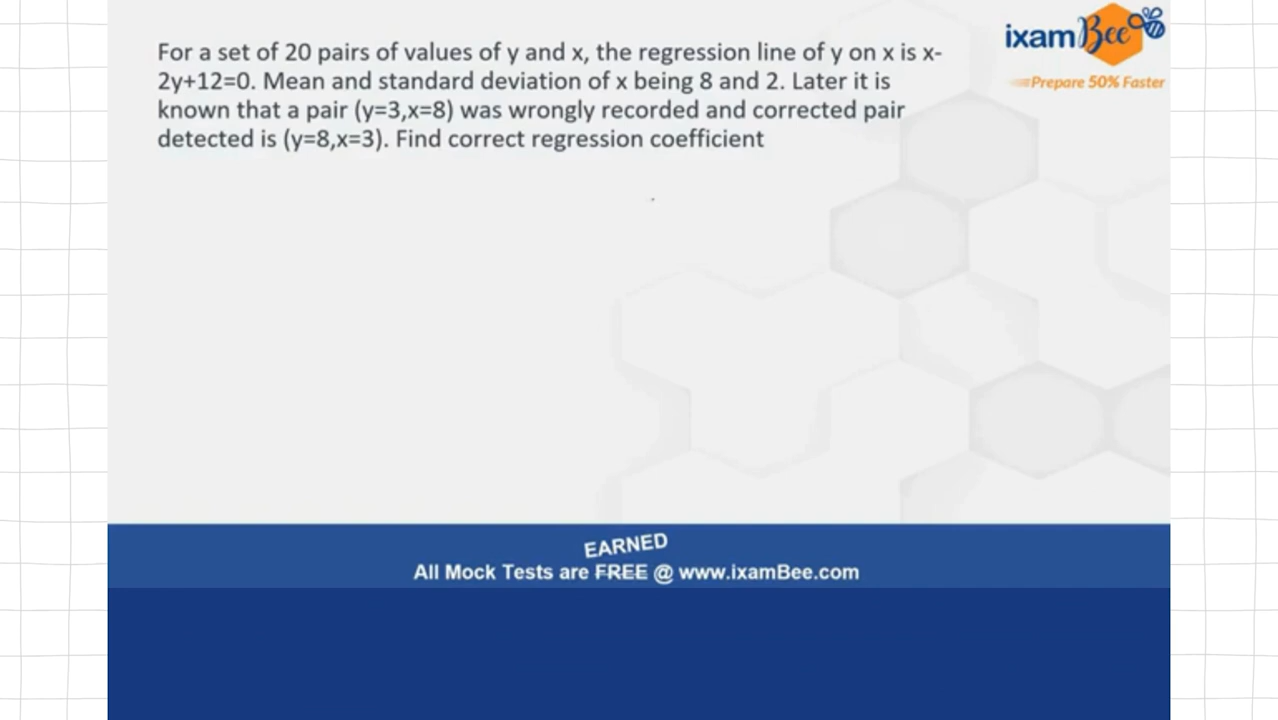 For a set of 20 pairs of values of y and x, the regression line of y on x is x-
2y+12=0. Mean and standard deviation of x being 8 and 2. Later it is
known that a pair (y=3,x=8) was wrongly recorded and corrected pair
detected is (y=8,x=3). Find correct regression coefficient
ixamBee
Prepare 50% Faster
EARNED
All Mock Tests are FREE @ www.ixamBee.com